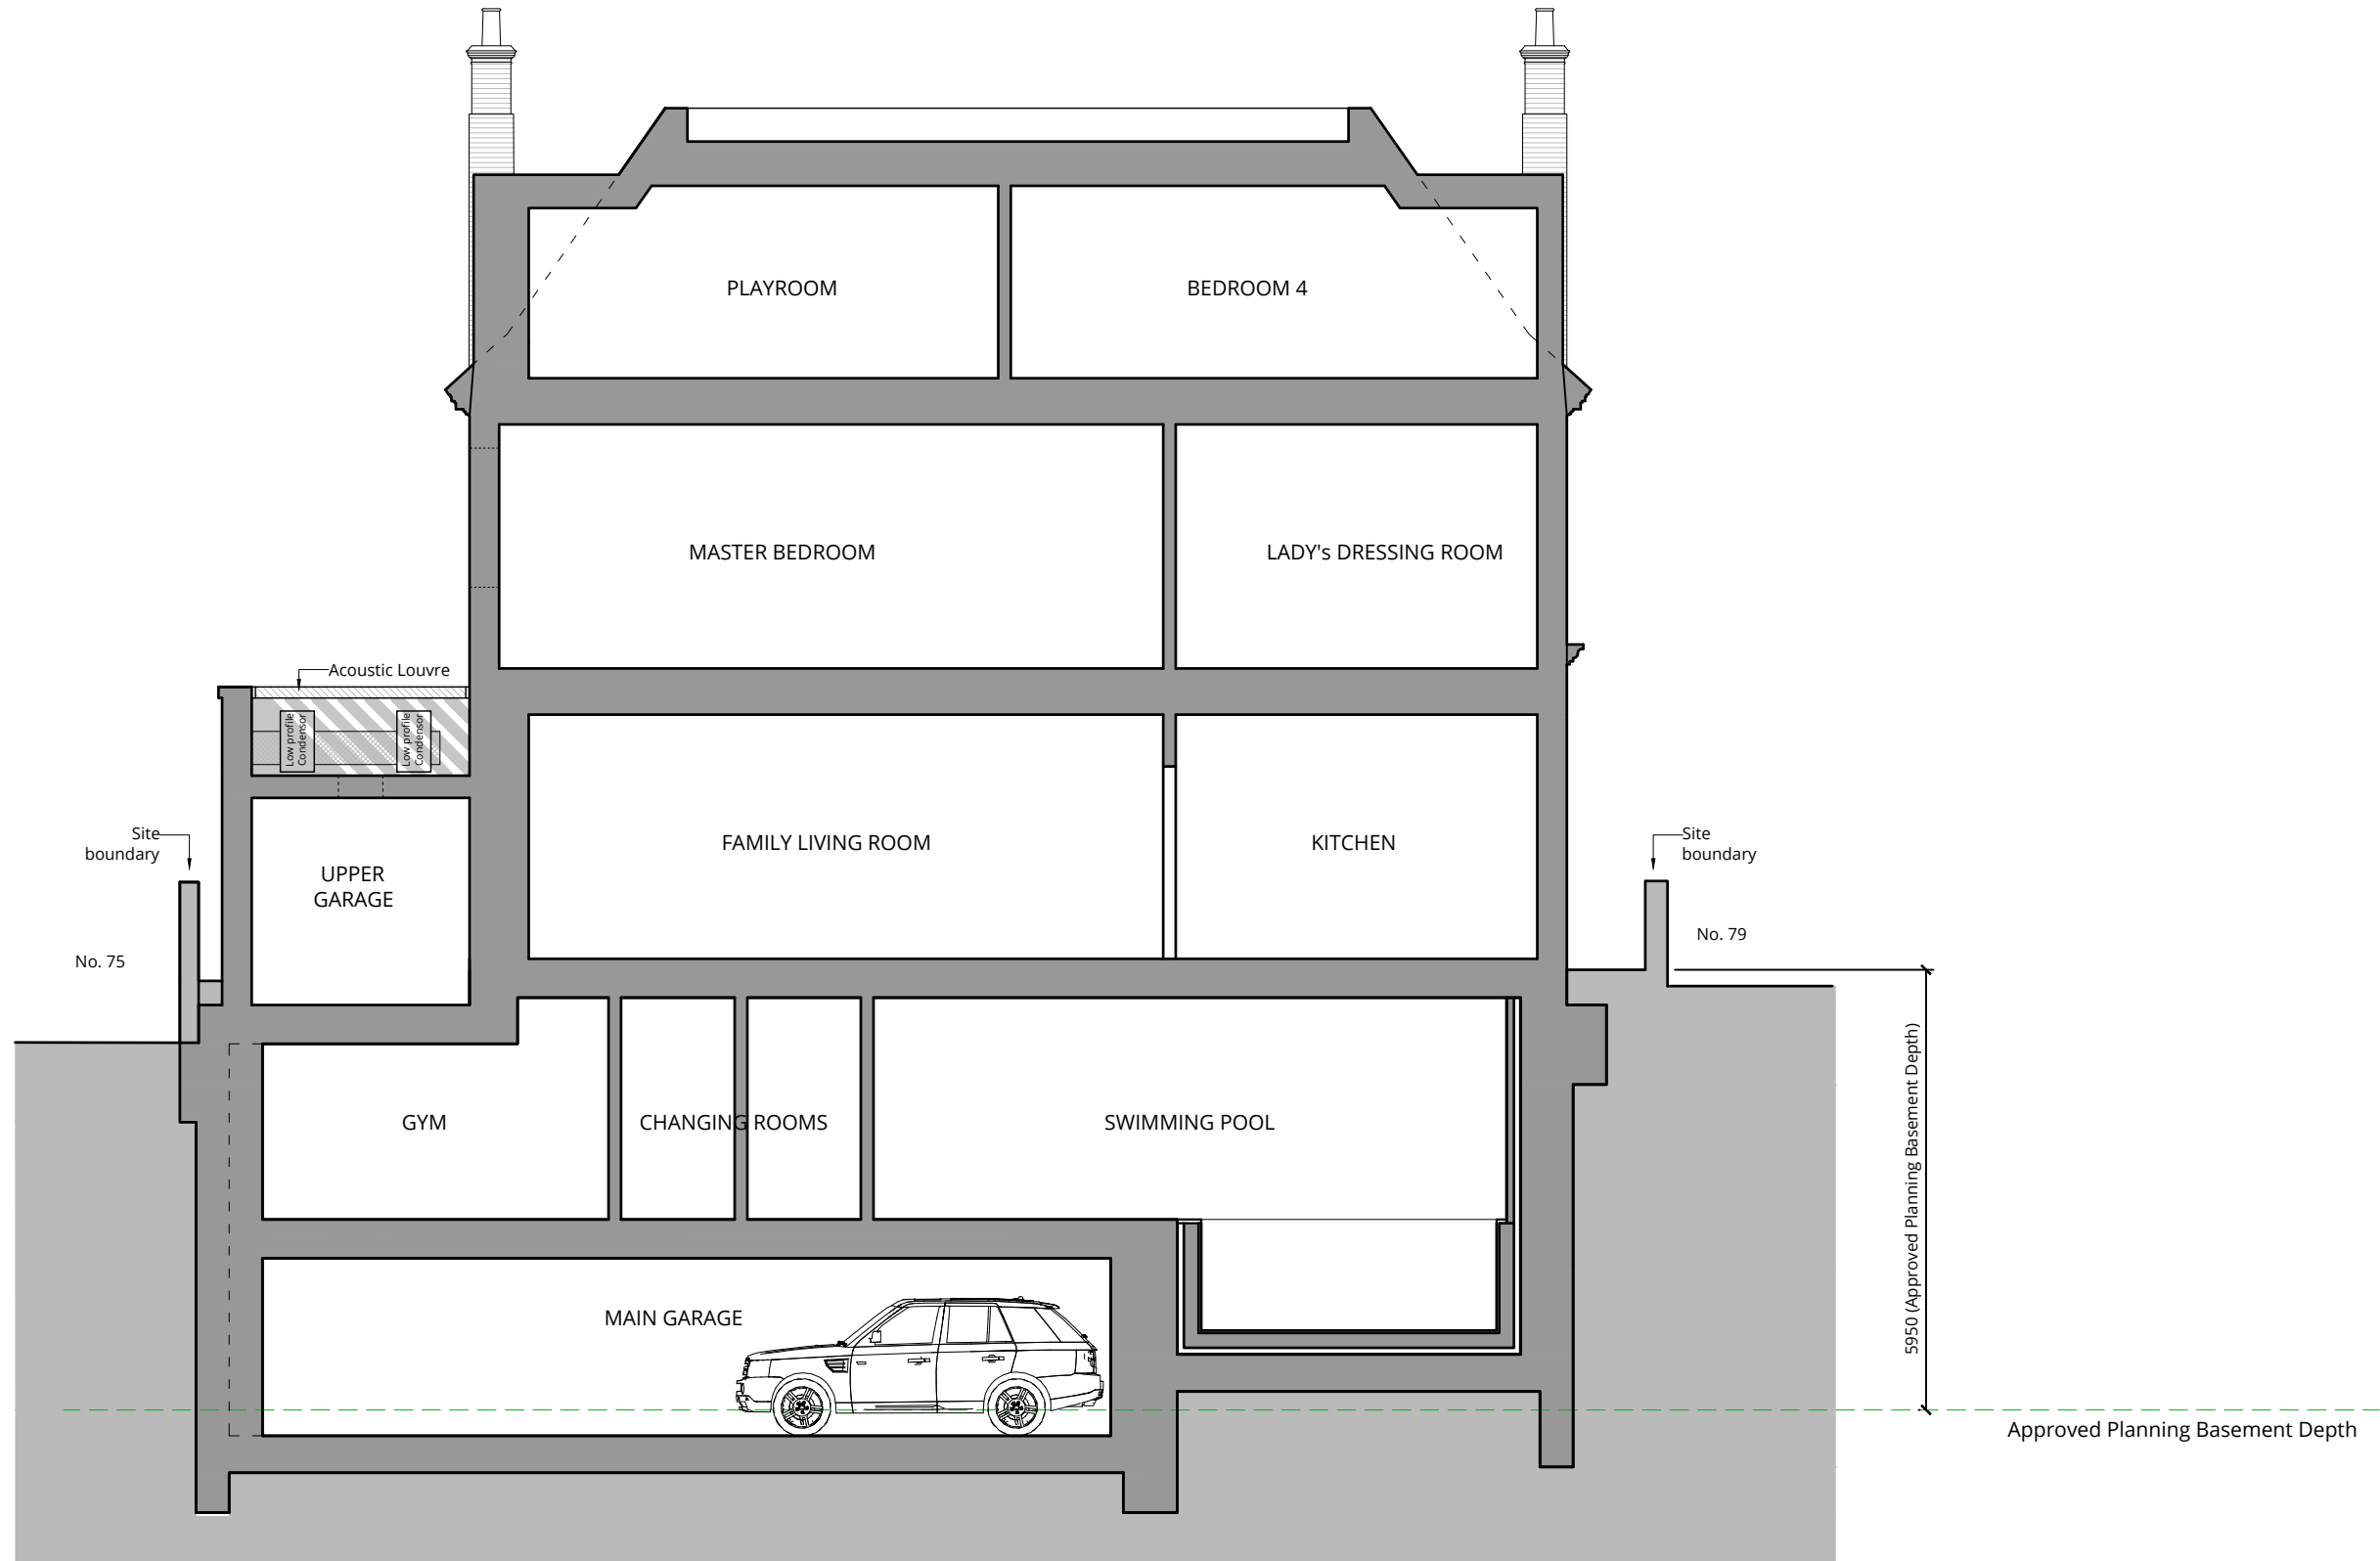 PLAYROOM
BEDROOM 4
MASTER BEDROOM
LADY's DRESSING ROOM
Acoustic Louvre
Low profile
Condensor
Low profile
Condensor
FAMILY LIVING ROOM
KITCHEN
Site
boundary
Site
boundary
UPPER
GARAGE
No. 75
No. 79
GYM
CHANGING ROOMS
SWIMMING POOL
5950 (Approved Planning Basement Depth)
MAIN GARAGE
Approved Planning Basement Depth